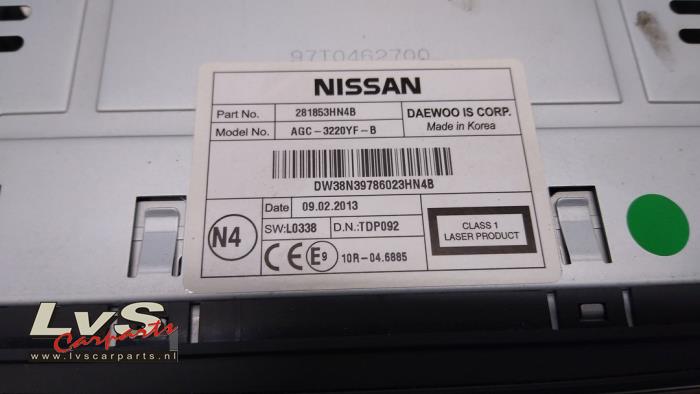 97T0462700
NISSAN
Part No. 281853HN4B DAEWOO IS CORP.
Model No. AGC-3220YF-B Made in Korea
DW38N39786023HN4B
N4 Date 09.02.2013
SW:L0338 D.N.:TDP092 CLASS 1
LASER PRODUCT
CE E9 10R-04.6885
LvS
Carparts
www.lvscarparts.nl